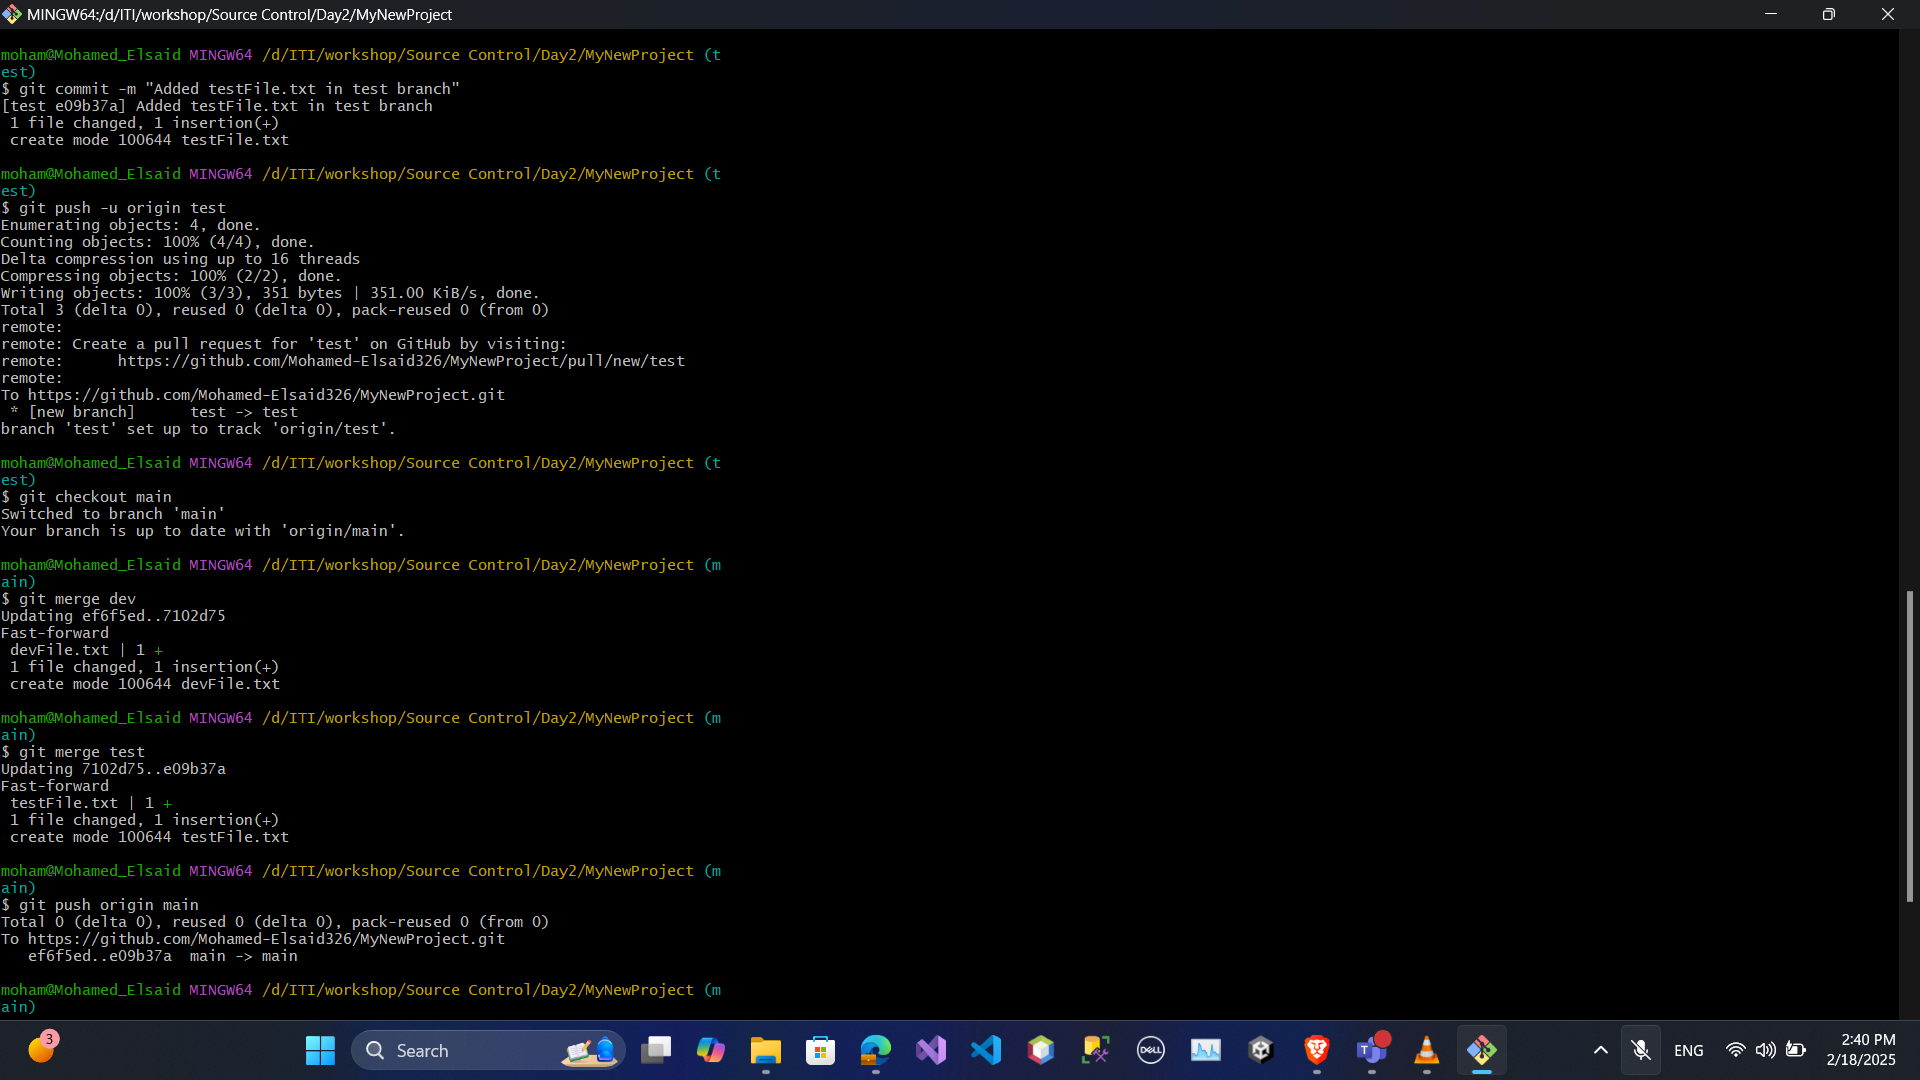 MINGW64:/d/ITI/workshop/Source Control/Day2/MyNewProject
moham@Mohamed_Elsaid MINGW64 /d/ITI/workshop/Source Control/Day2/MyNewProject (t
est)
$ git commit -m "Added testFile.txt in test branch"
[test e09b37a] Added testFile.txt in test branch
 1 file changed, 1 insertion(+)
 create mode 100644 testFile.txt

moham@Mohamed_Elsaid MINGW64 /d/ITI/workshop/Source Control/Day2/MyNewProject (t
est)
$ git push -u origin test
Enumerating objects: 4, done.
Counting objects: 100% (4/4), done.
Delta compression using up to 16 threads
Compressing objects: 100% (2/2), done.
Writing objects: 100% (3/3), 351 bytes | 351.00 KiB/s, done.
Total 3 (delta 0), reused 0 (delta 0), pack-reused 0 (from 0)
remote:
remote: Create a pull request for 'test' on GitHub by visiting:
remote:      https://github.com/Mohamed-Elsaid326/MyNewProject/pull/new/test
remote:
To https://github.com/Mohamed-Elsaid326/MyNewProject.git
 * [new branch]      test -> test
branch 'test' set up to track 'origin/test'.

moham@Mohamed_Elsaid MINGW64 /d/ITI/workshop/Source Control/Day2/MyNewProject (t
est)
$ git checkout main
Switched to branch 'main'
Your branch is up to date with 'origin/main'.

moham@Mohamed_Elsaid MINGW64 /d/ITI/workshop/Source Control/Day2/MyNewProject (m
ain)
$ git merge dev
Updating ef6f5ed..7102d75
Fast-forward
 devFile.txt | 1 +
 1 file changed, 1 insertion(+)
 create mode 100644 devFile.txt

moham@Mohamed_Elsaid MINGW64 /d/ITI/workshop/Source Control/Day2/MyNewProject (m
ain)
$ git merge test
Updating 7102d75..e09b37a
Fast-forward
 testFile.txt | 1 +
 1 file changed, 1 insertion(+)
 create mode 100644 testFile.txt

moham@Mohamed_Elsaid MINGW64 /d/ITI/workshop/Source Control/Day2/MyNewProject (m
ain)
$ git push origin main
Total 0 (delta 0), reused 0 (delta 0), pack-reused 0 (from 0)
To https://github.com/Mohamed-Elsaid326/MyNewProject.git
   ef6f5ed..e09b37a  main -> main

moham@Mohamed_Elsaid MINGW64 /d/ITI/workshop/Source Control/Day2/MyNewProject (m
ain)
3
Search
DELL
T
ENG
2:40 PM
2/18/2025